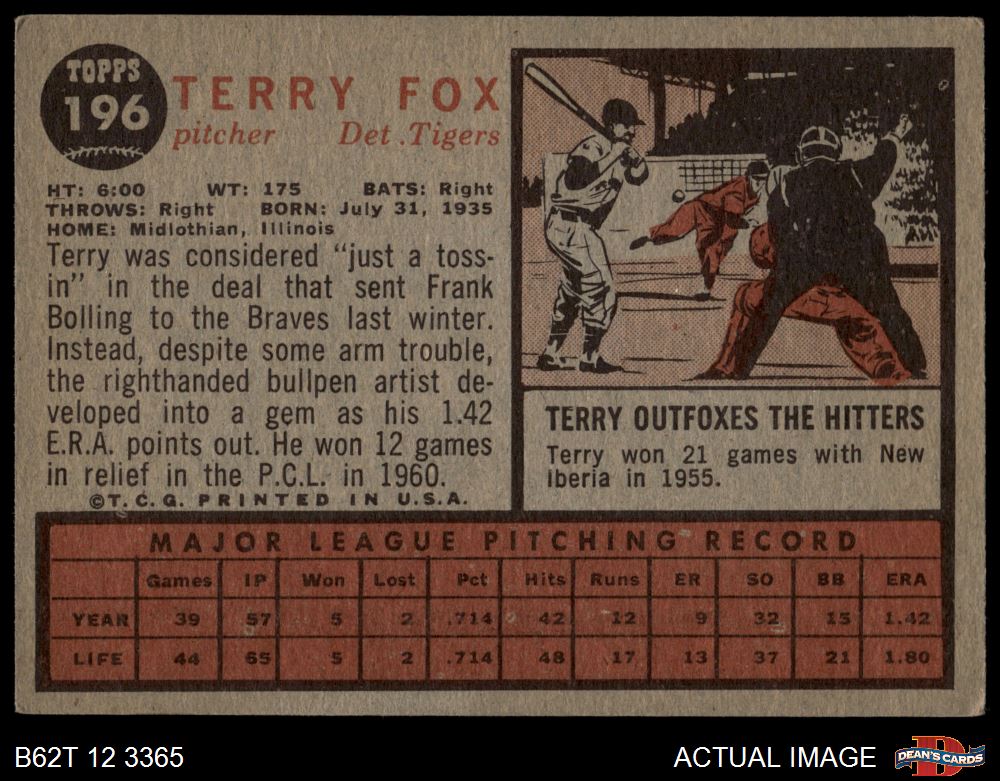 TOPPS
196
TERRY FOX
pitcher Det. Tigers
HT: 6:00 WT: 175 BATS: Right
THROWS: Right BORN: July 31, 1935
HOME: Midlothian, Illinois
Terry was considered “just a toss-
in” in the deal that sent Frank
Bolling to the Braves last winter.
Instead, despite some arm trouble,
the righthanded bullpen artist de-
veloped into a gem as his 1.42
E.R.A. points out. He won 12 games
in relief in the P.C.L. in 1960.
©T.C.G. PRINTED IN U.S.A.
TERRY OUTFOXES THE HITTERS
Terry won 21 games with New
Iberia in 1955.
MAJOR LEAGUE PITCHING RECORD
Games IP Won Lost Pct Hits Runs ER SO BB ERA
YEAR 39 57 5 2 .714 42 12 9 32 15 1.42
LIFE 44 65 5 2 .714 48 17 13 37 21 1.80
B62T 12 3365 ACTUAL IMAGE
D
DEAN'S CARDS